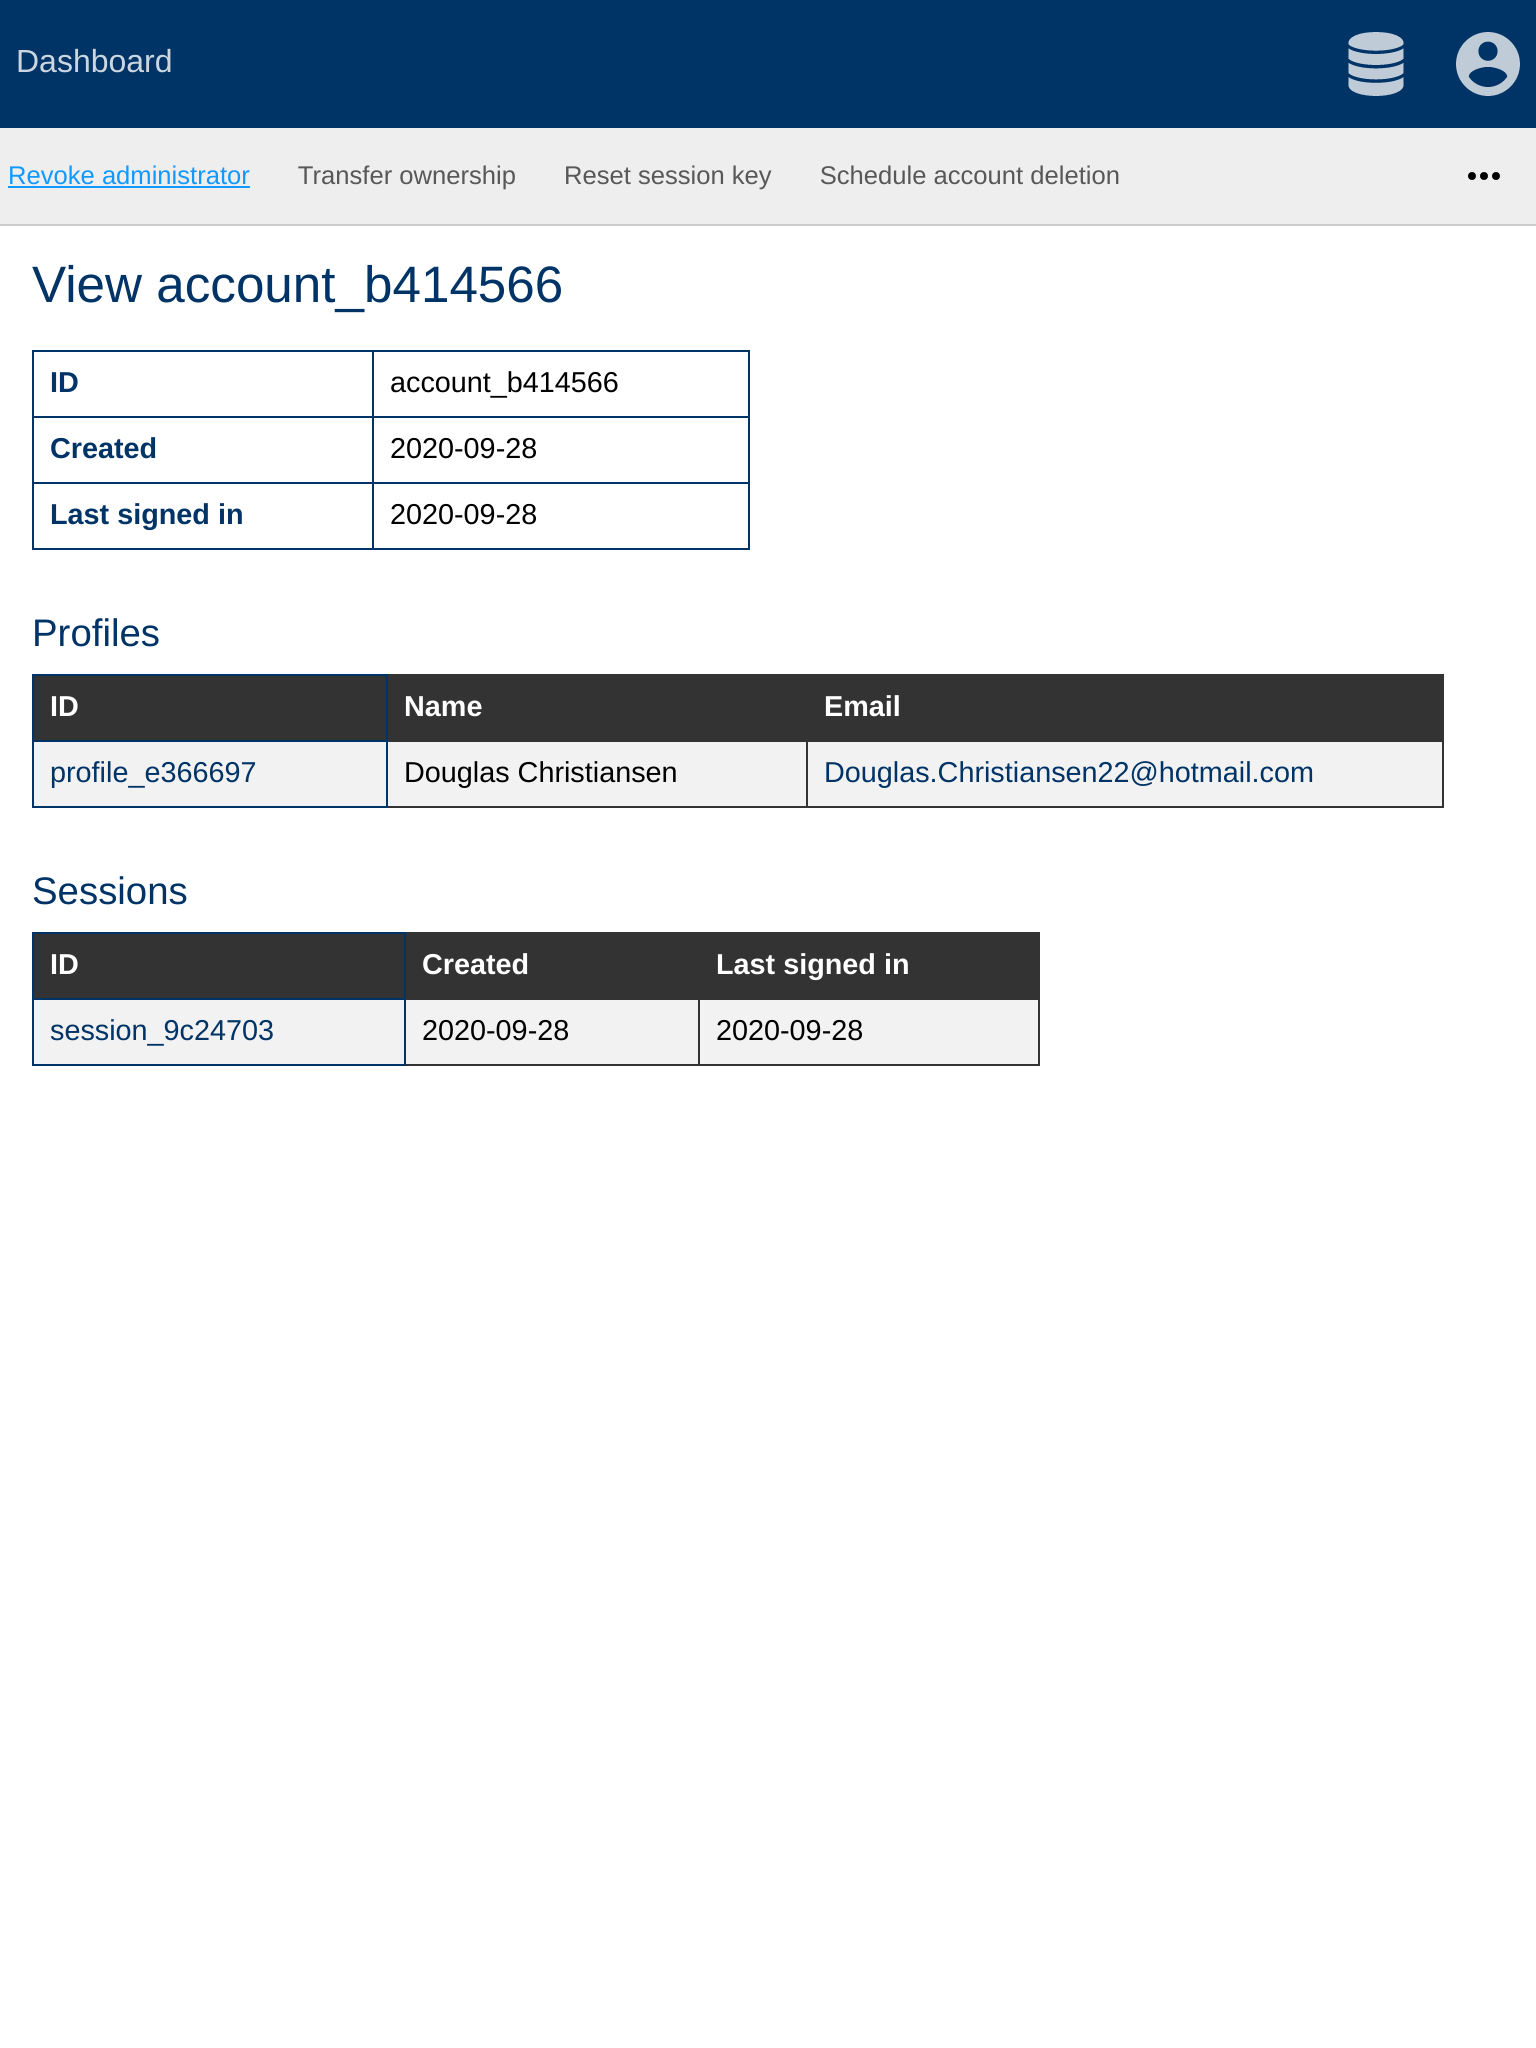 Dashboard
Revoke administrator Transfer ownership Reset session key Schedule account deletion
View account_b414566
ID account_b414566
Created 2020-09-28
Last signed in 2020-09-28
Profiles
ID Name Email
profile_e366697 Douglas Christiansen Douglas.Christiansen22@hotmail.com
Sessions
ID Created Last signed in
session_9c24703 2020-09-28 2020-09-28